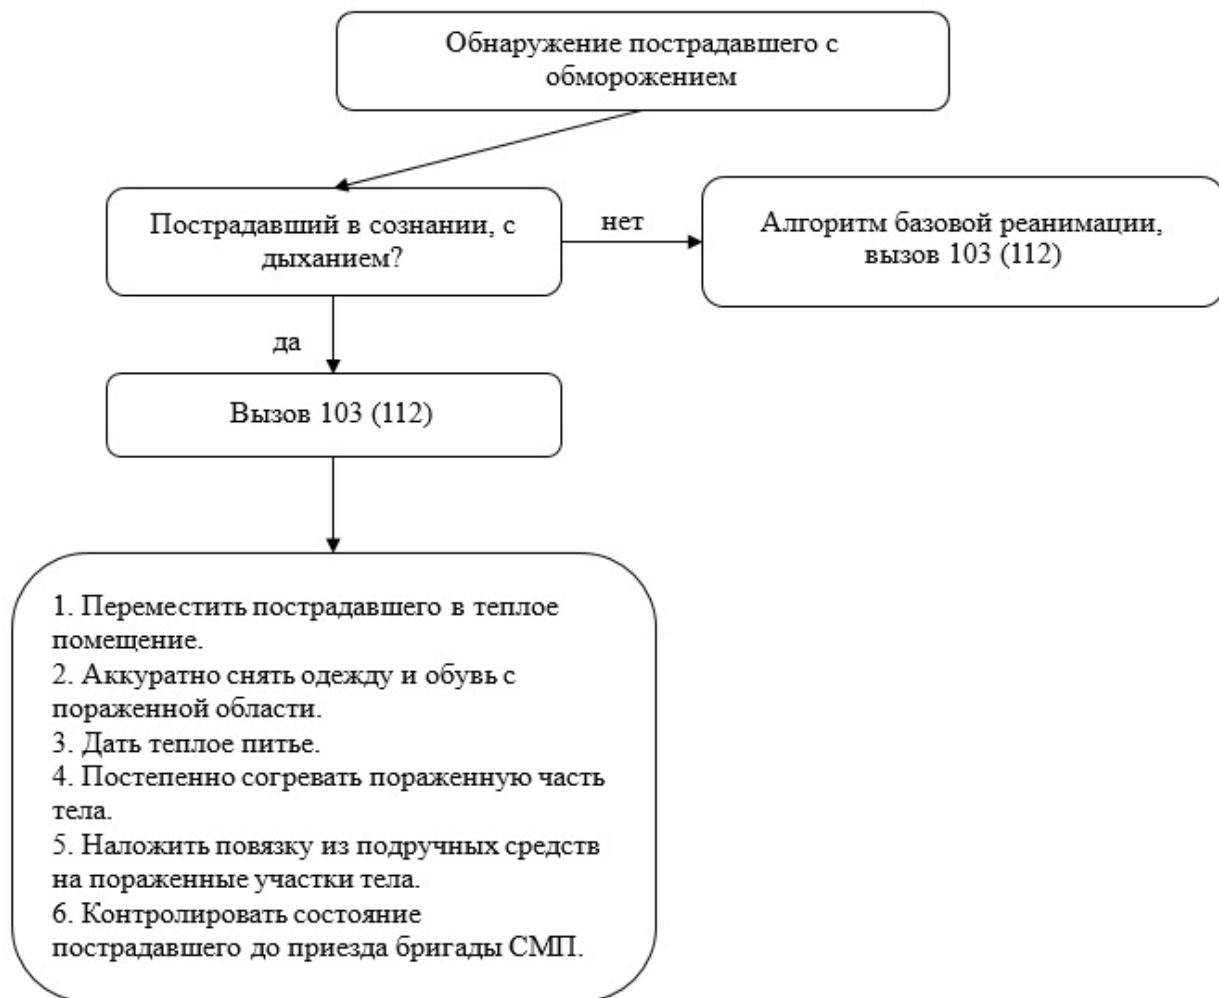 Обнаружение пострадавшего с
обморожением
Пострадавший в сознании, с
дыханием?
нет
Алгоритм базовой реанимации,
вызов 103 (112)
да
Вызов 103 (112)
1. Переместить пострадавшего в теплое
помещение.
2. Аккуратно снять одежду и обувь с
пораженной области.
3. Дать теплое питье.
4. Постепенно согревать пораженную часть
тела.
5. Наложить повязку из подручных средств
на пораженные участки тела.
6. Контролировать состояние
пострадавшего до приезда бригады СМП.